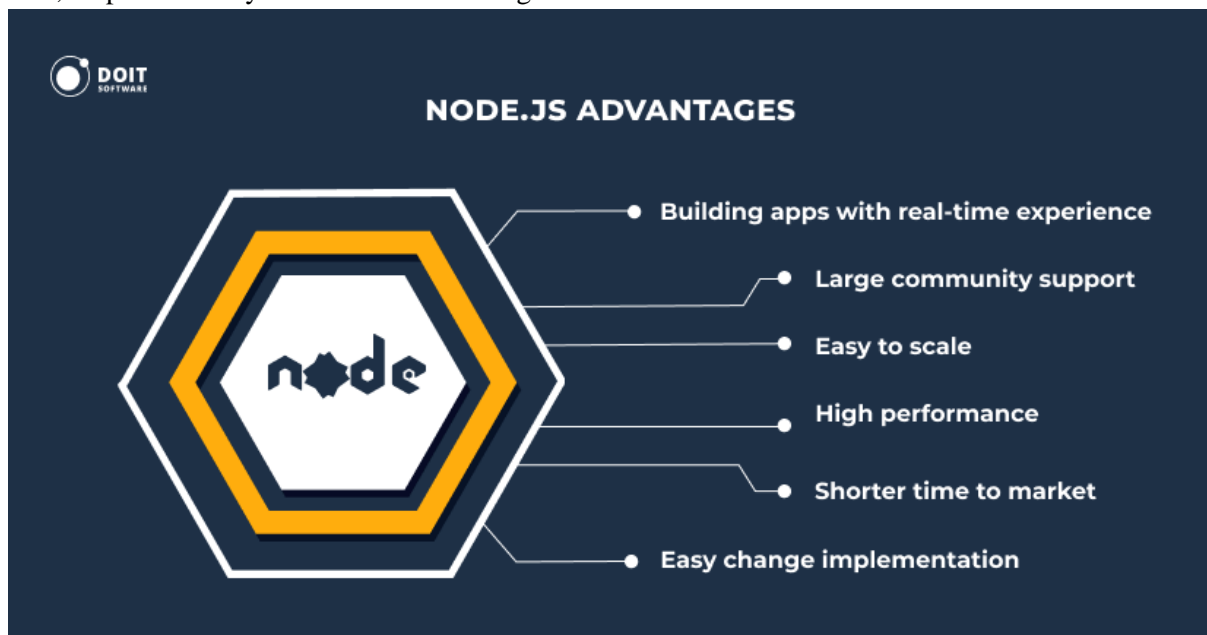 DOIT
SOFTWARE
NODE.JS ADVANTAGES
Building apps with real-time experience
Large community support
Easy to scale
node
High performance
Shorter time to market
Easy change implementation